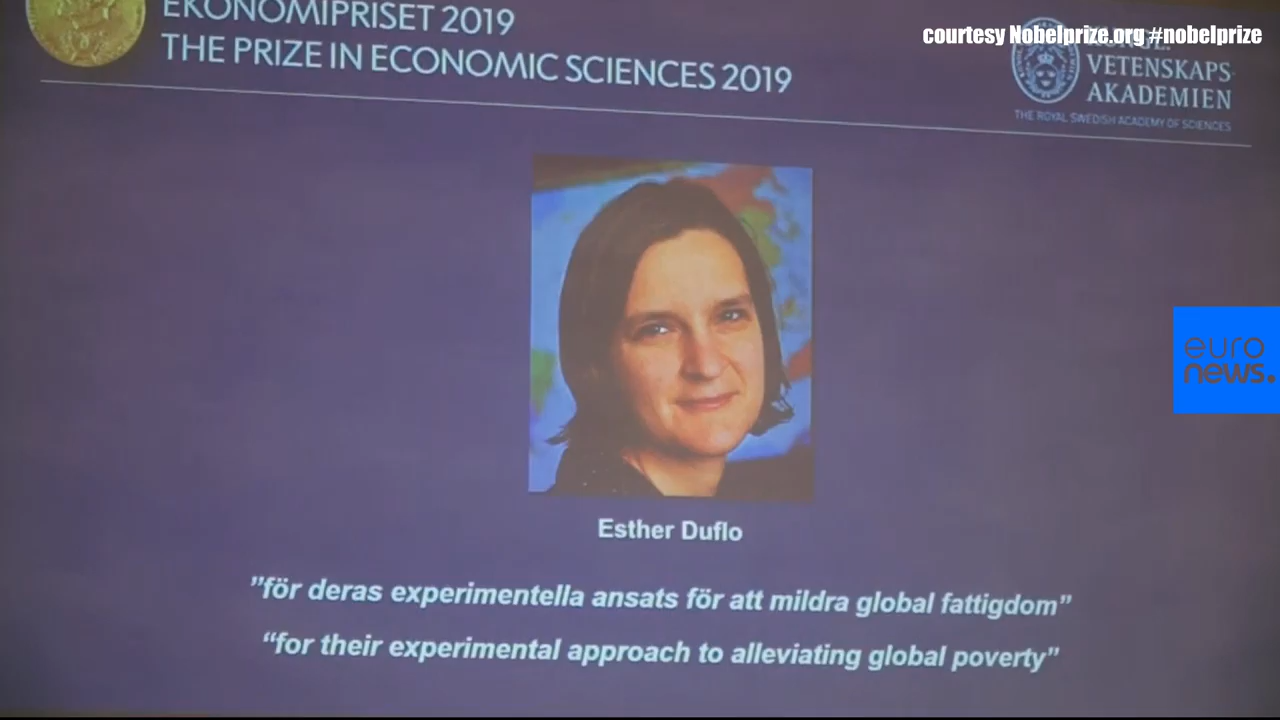 EKONOMIPRISET 2019
THE PRIZE IN ECONOMIC SCIENCES 2019
courtesy Nobelprize.org #nobelprize
KUNGL.
VETENSKAPS-
AKADEMIEN
THE ROYAL SWEDISH ACADEMY OF SCIENCES
euro
news.
Esther Duflo
”för deras experimentella ansats för att mildra global fattigdom”
“for their experimental approach to alleviating global poverty”